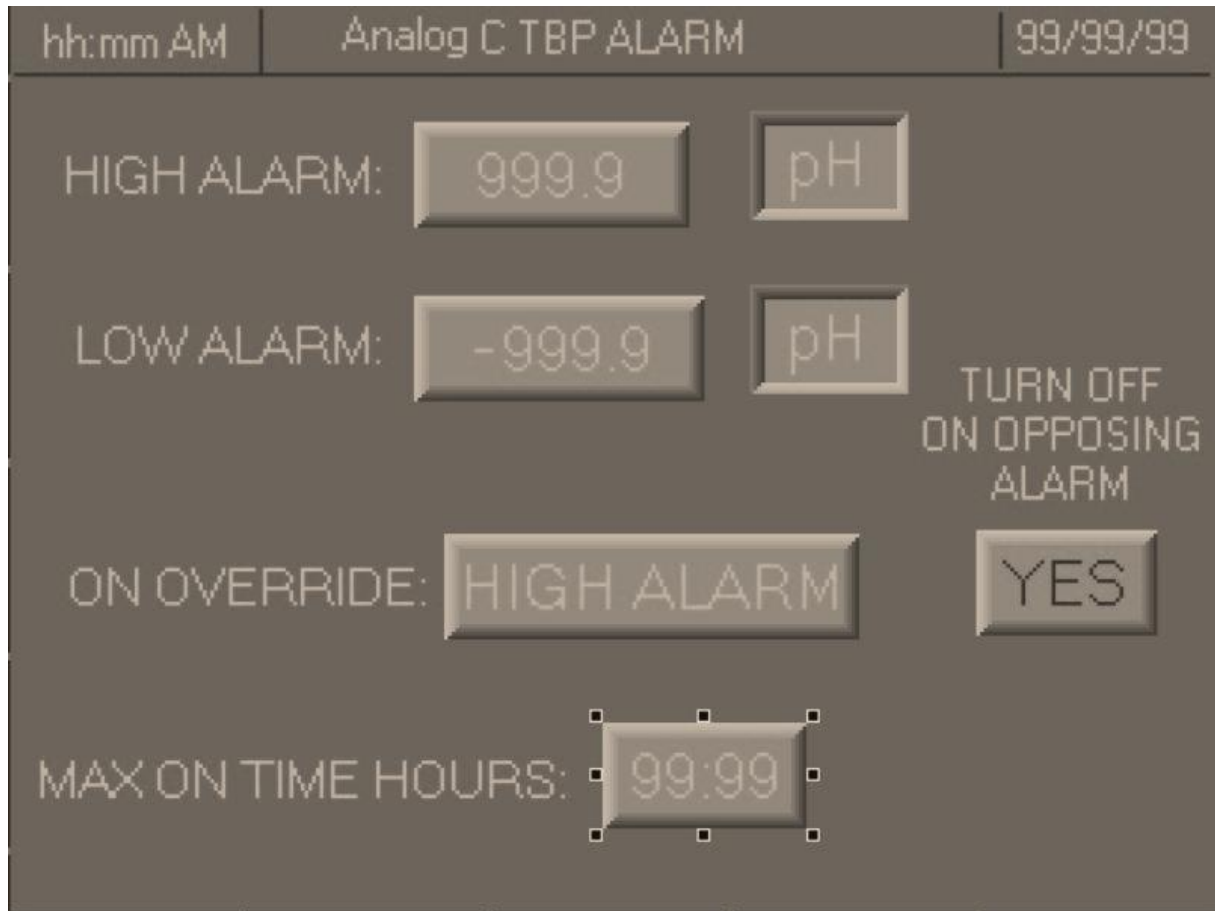 hh:mm AM Analog C TBP ALARM 99/99/99
HIGH ALARM: 999.9 pH
LOW ALARM: -999.9 pH
TURN OFF
ON OPPOSING
ALARM
ON OVERRIDE: HIGH ALARM YES
MAX ON TIME HOURS: 99:99